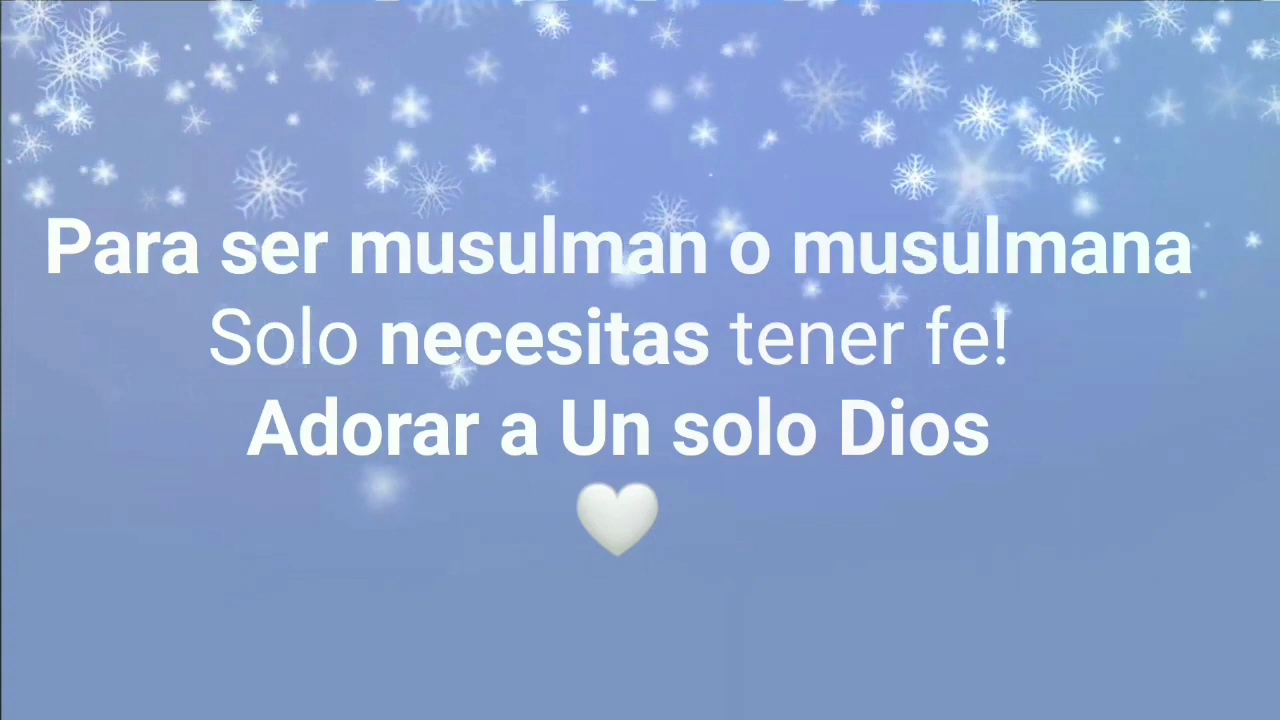 Para ser musulman o musulmana
Solo necesitas tener fe!
Adorar a Un solo Dios
🤍